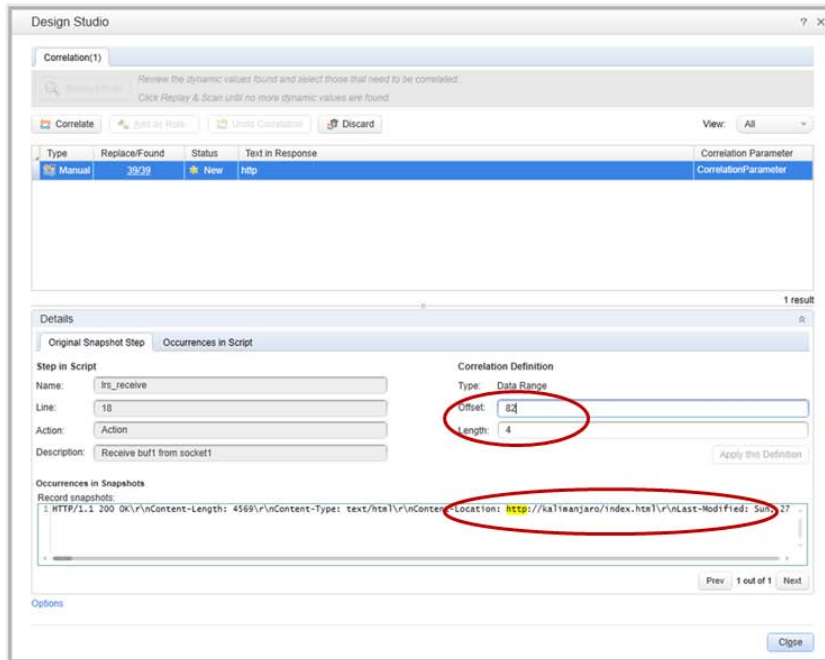 Design Studio ? X
Correlation(1)
Review the dynamic values found and select those that need to be correlated.
Click Replay & Scan until no more dynamic values are found.
Correlate Add as Rule Undo Correlation Discard View: All
Type Replace/Found Status Text in Response Correlation Parameter
Manual 39/39 New http CorrelationParameter
1 result
Details
Original Snapshot Step Occurrences in Script
Step in Script Correlation Definition
Name: lrs_receive Type: Data Range
Line: 18 Offset: 82
Action: Action Length: 4
Description: Receive buf1 from socket1 Apply this Definition
Occurrences in Snapshots
Record snapshots:
1 HTTP/1.1 200 OK\r\nContent-Length: 4569\r\nContent-Type: text/html\r\nContent-Location: http://kalimanjaro/index.html\r\nLast-Modified: Sun, 27
Prev 1 out of 1 Next
Options
Close